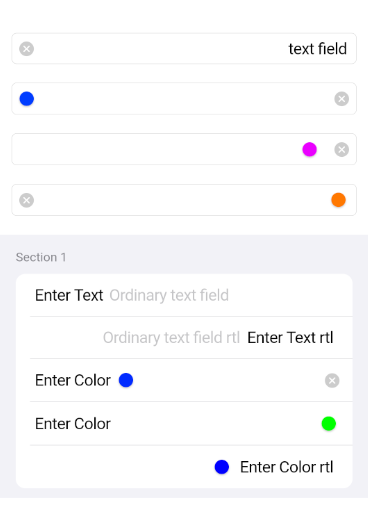 text field
Section 1
Enter Text Ordinary text field
Ordinary text field rtl Enter Text rtl
Enter Color
Enter Color
Enter Color rtl